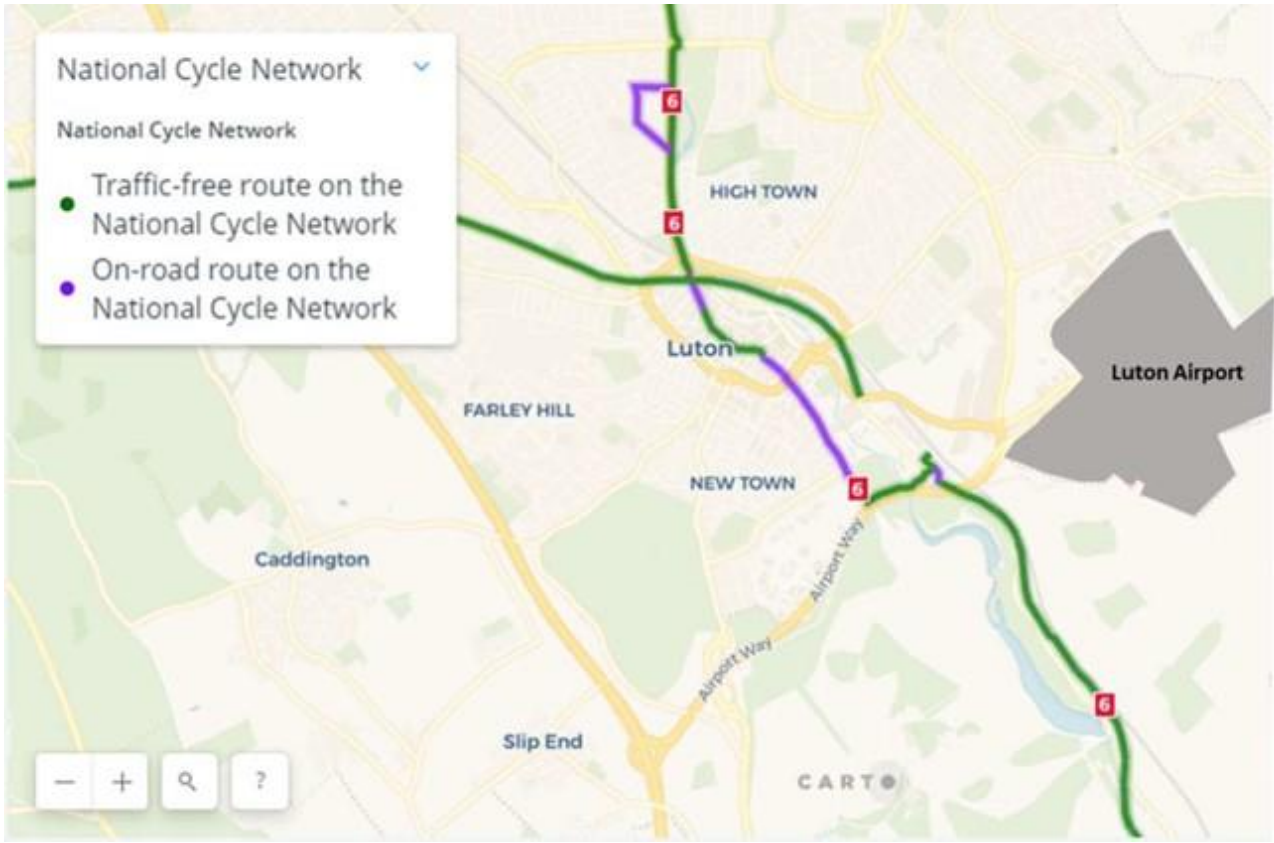 National Cycle Network
National Cycle Network
Traffic-free route on the
National Cycle Network
On-road route on the
National Cycle Network
6
HIGH TOWN
6
Luton
Luton Airport
FARLEY HILL
NEW TOWN
6
Airport Way
Caddington
Airport Way
6
Slip End
CARTO
− + ?